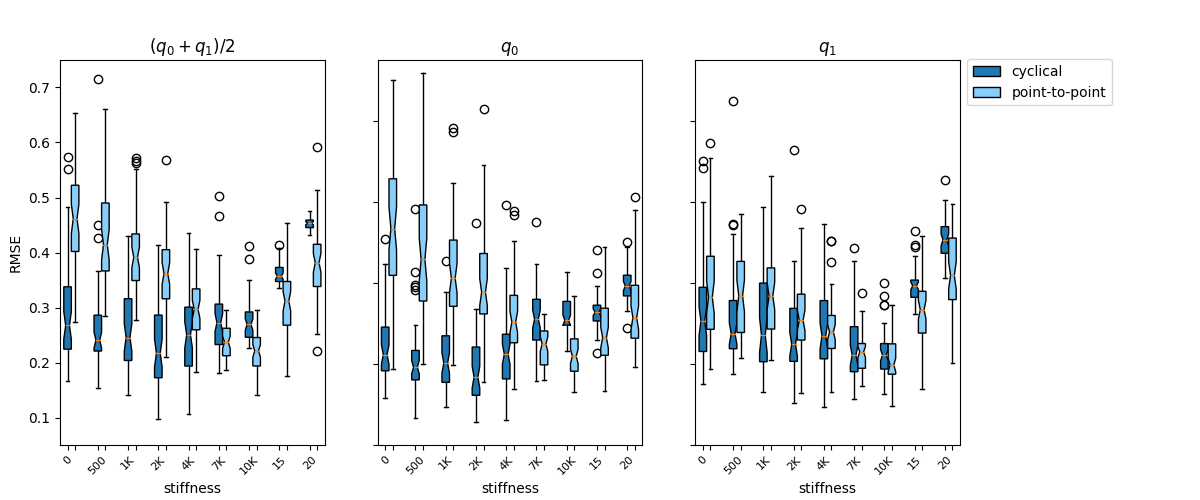 (q₀ + q₁)/2
q₀
q₁
cyclical
point-to-point
RMSE
0.7
0.6
0.5
0.4
0.3
0.2
0.1
0 500 1K 2K 4K 7K 10K 15 20
0 500 1K 2K 4K 7K 10K 15 20
0 500 1K 2K 4K 7K 10K 15 20
stiffness
stiffness
stiffness